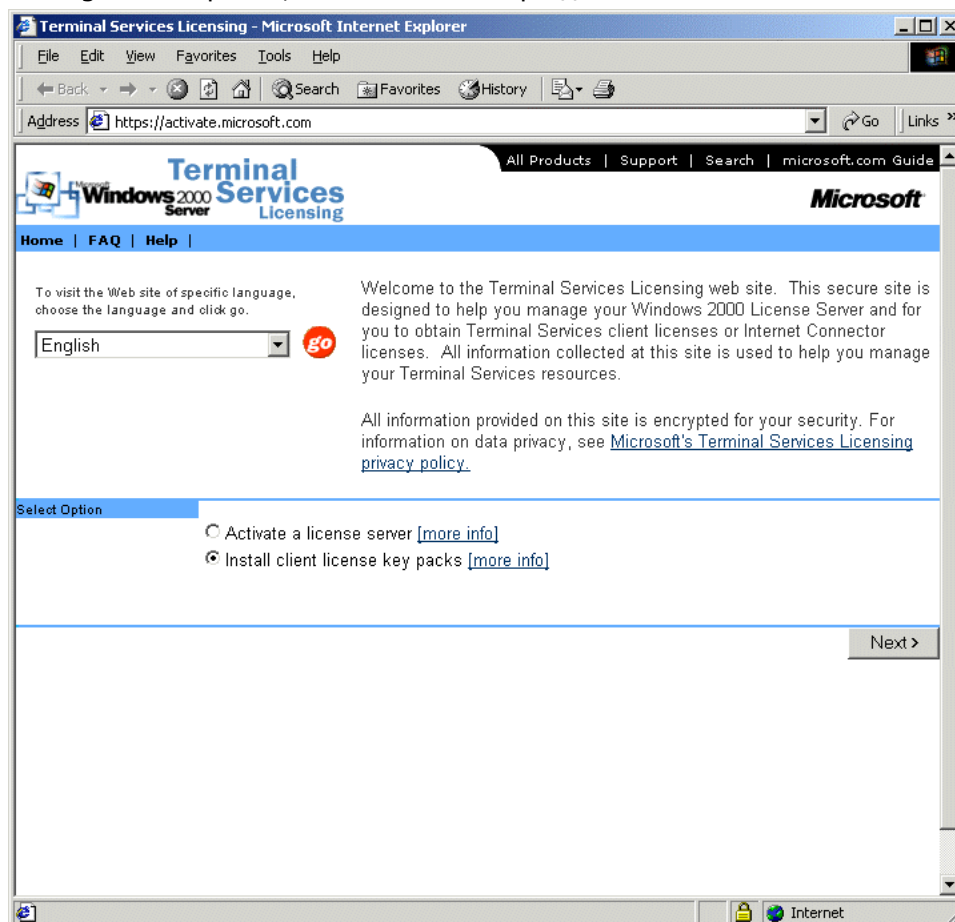 Terminal Services Licensing - Microsoft Internet Explorer
File Edit View Favorites Tools Help
Back Search Favorites History
Address https://activate.microsoft.com Go Links »
All Products | Support | Search | microsoft.com Guide
Terminal
Windows 2000 Services
Server Licensing
Microsoft
Home | FAQ | Help |
To visit the Web site of specific language,
choose the language and click go.
English go
Welcome to the Terminal Services Licensing web site. This secure site is
designed to help you manage your Windows 2000 License Server and for
you to obtain Terminal Services client licenses or Internet Connector
licenses. All information collected at this site is used to help you manage
your Terminal Services resources.
All information provided on this site is encrypted for your security. For
information on data privacy, see Microsoft's Terminal Services Licensing
privacy policy.
Select Option
Activate a license server [more info]
Install client license key packs [more info]
Next >
Internet